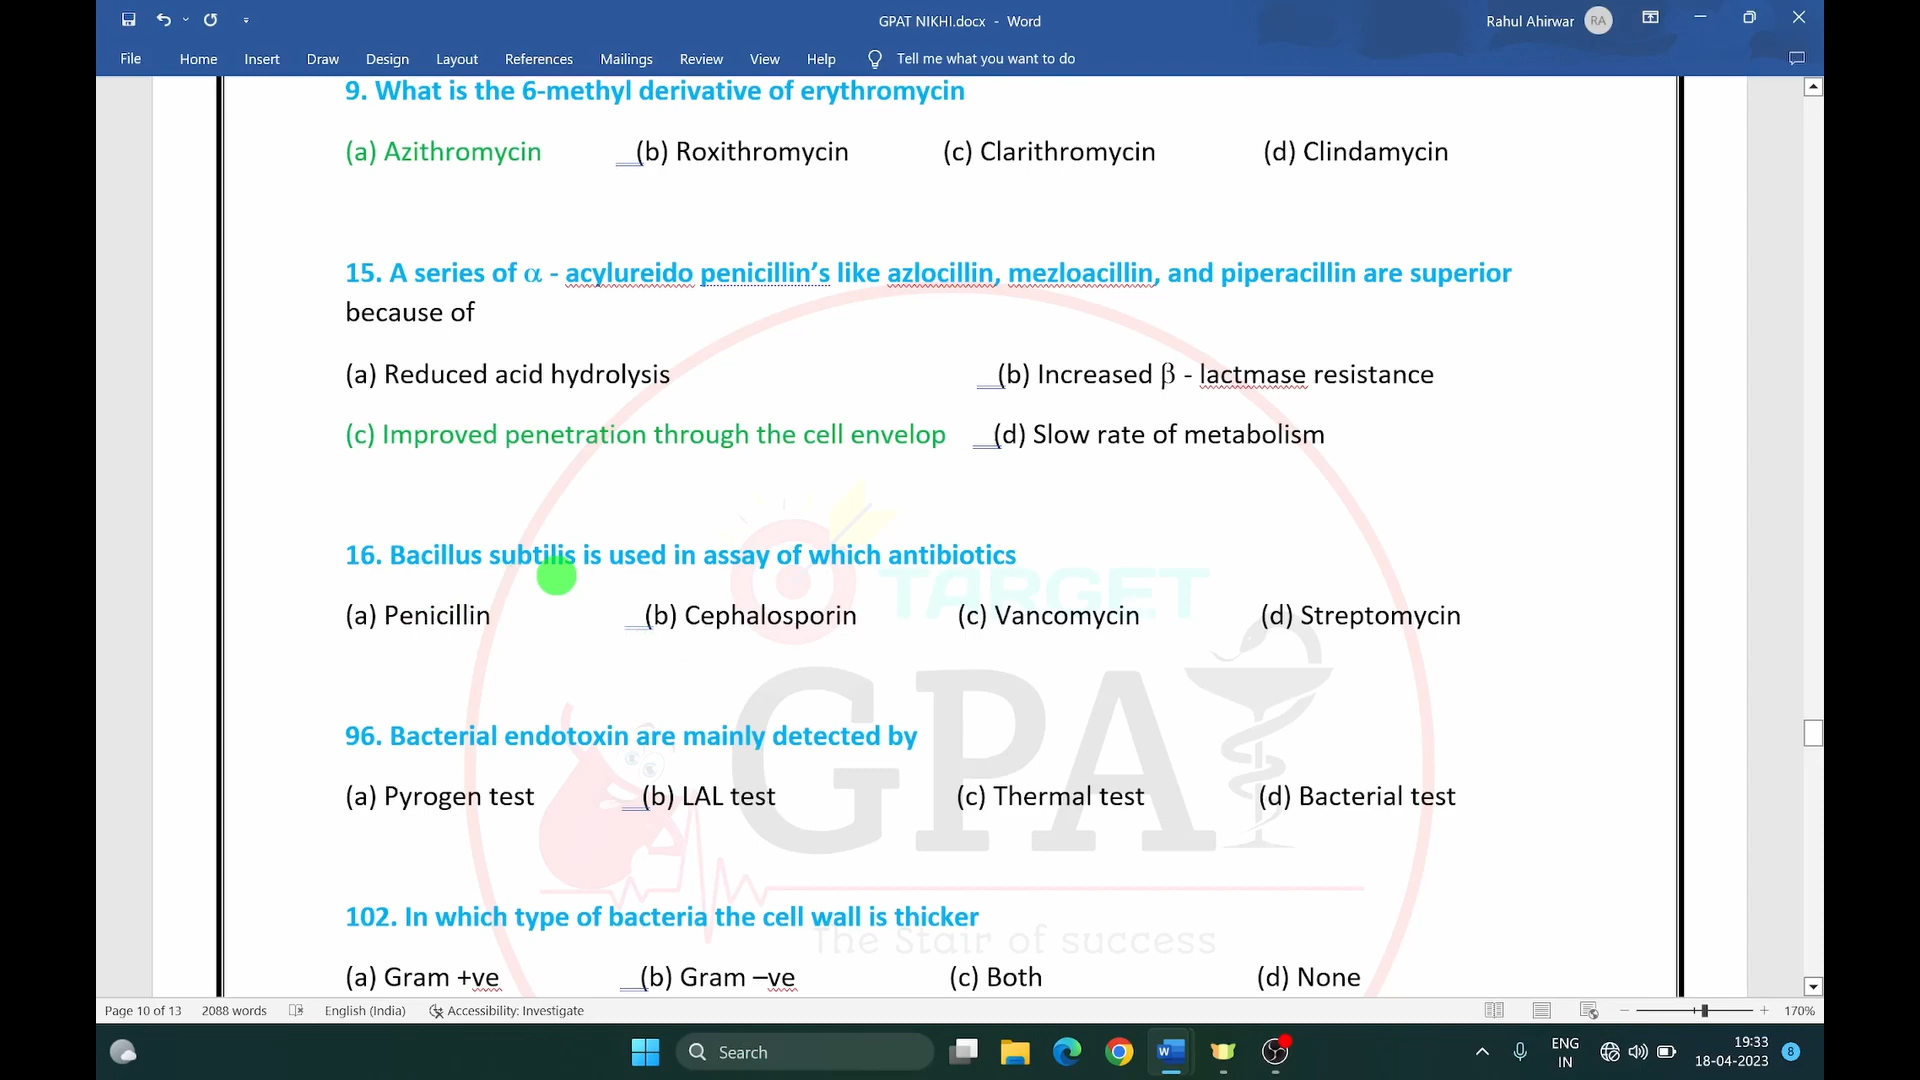 GPAT NIKHI.docx - Word
Rahul Ahirwar RA
File Home Insert Draw Design Layout References Mailings Review View Help Tell me what you want to do
9. What is the 6-methyl derivative of erythromycin
(a) Azithromycin (b) Roxithromycin (c) Clarithromycin (d) Clindamycin
15. A series of α - acylureido penicillin’s like azlocillin, mezloacillin, and piperacillin are superior
because of
(a) Reduced acid hydrolysis (b) Increased β - lactmase resistance
(c) Improved penetration through the cell envelop (d) Slow rate of metabolism
16. Bacillus subtilis is used in assay of which antibiotics
TARGET
(a) Penicillin (b) Cephalosporin (c) Vancomycin (d) Streptomycin
GPAT
96. Bacterial endotoxin are mainly detected by
(a) Pyrogen test (b) LAL test (c) Thermal test (d) Bacterial test
102. In which type of bacteria the cell wall is thicker
The Stair of success
(a) Gram +ve (b) Gram –ve (c) Both (d) None
Page 10 of 13 2088 words English (India) Accessibility: Investigate 170%
Search
ENG
IN
19:33
18-04-2023
8